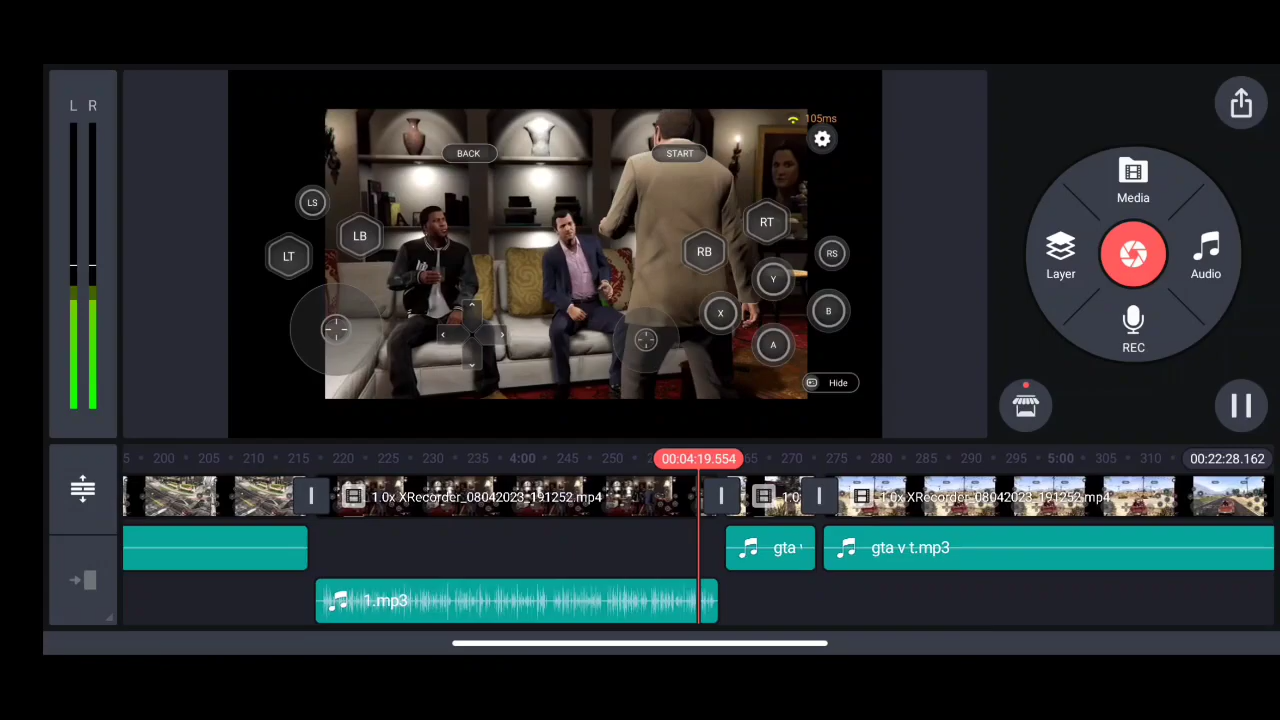 L R
105ms
BACK
START
LS
LB
LT
RT
RB
RS
Y
X
B
A
Hide
Media
Layer
Audio
REC
5 200 205 210 215 220 225 230 235 4:00 245 250 00:04:19.554 65 270 275 280 285 290 295 5:00 305 310 00:22:28.162
1.0x XRecorder_08042023_191252.mp4
1.0
1.0x XRecorder_08042023_191252.mp4
gta v
gta v t.mp3
1.mp3